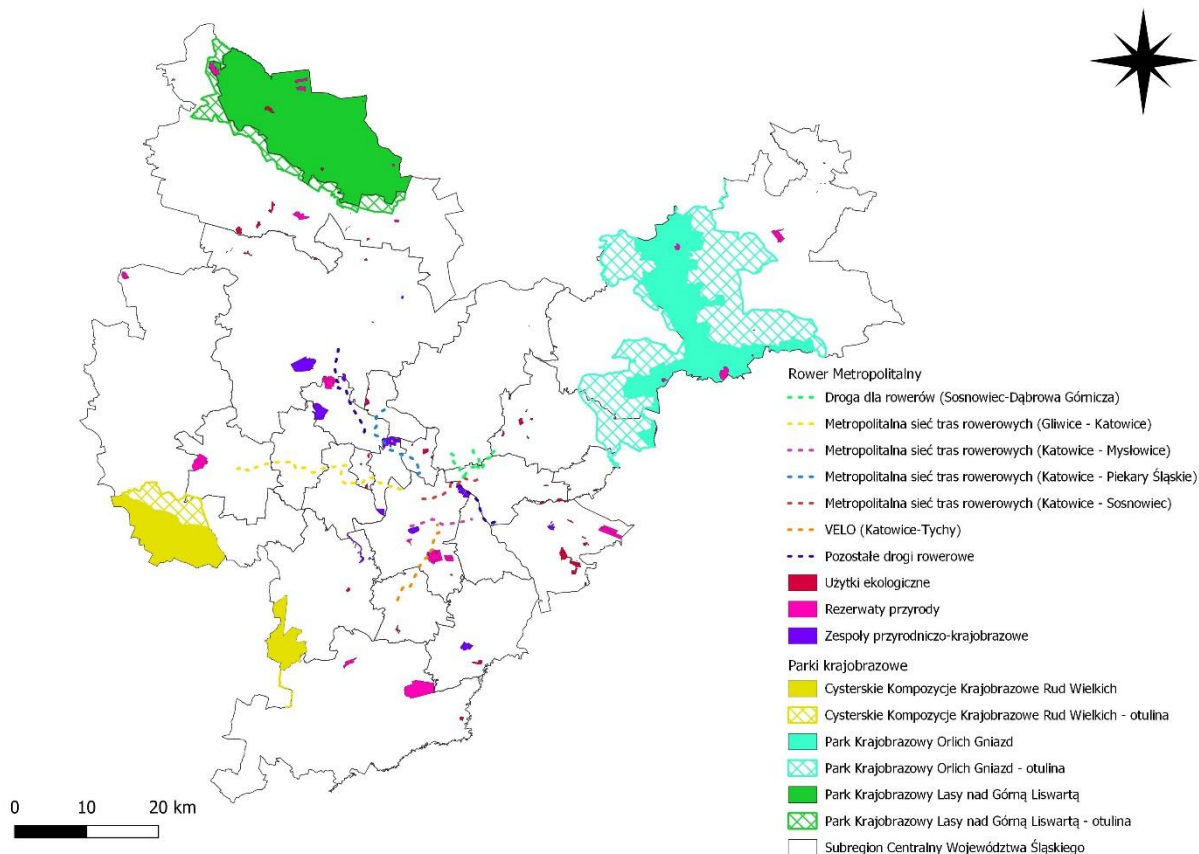 Rower Metropolitalny
Droga dla rowerów (Sosnowiec-Dąbrowa Górnicza)
Metropolitalna sieć tras rowerowych (Gliwice - Katowice)
Metropolitalna sieć tras rowerowych (Katowice - Mysłowice)
Metropolitalna sieć tras rowerowych (Katowice - Piekary Śląskie)
Metropolitalna sieć tras rowerowych (Katowice - Sosnowiec)
VELO (Katowice-Tychy)
Pozostałe drogi rowerowe
Użytki ekologiczne
Rezerwaty przyrody
Zespoły przyrodniczo-krajobrazowe
Parki krajobrazowe
Cysterskie Kompozycje Krajobrazowe Rud Wielkich
Cysterskie Kompozycje Krajobrazowe Rud Wielkich - otulina
Park Krajobrazowy Orlich Gniazd
Park Krajobrazowy Orlich Gniazd - otulina
Park Krajobrazowy Lasy nad Górną Liswartą
Park Krajobrazowy Lasy nad Górną Liswartą - otulina
Subregion Centralny Województwa Śląskiego
0 10 20 km